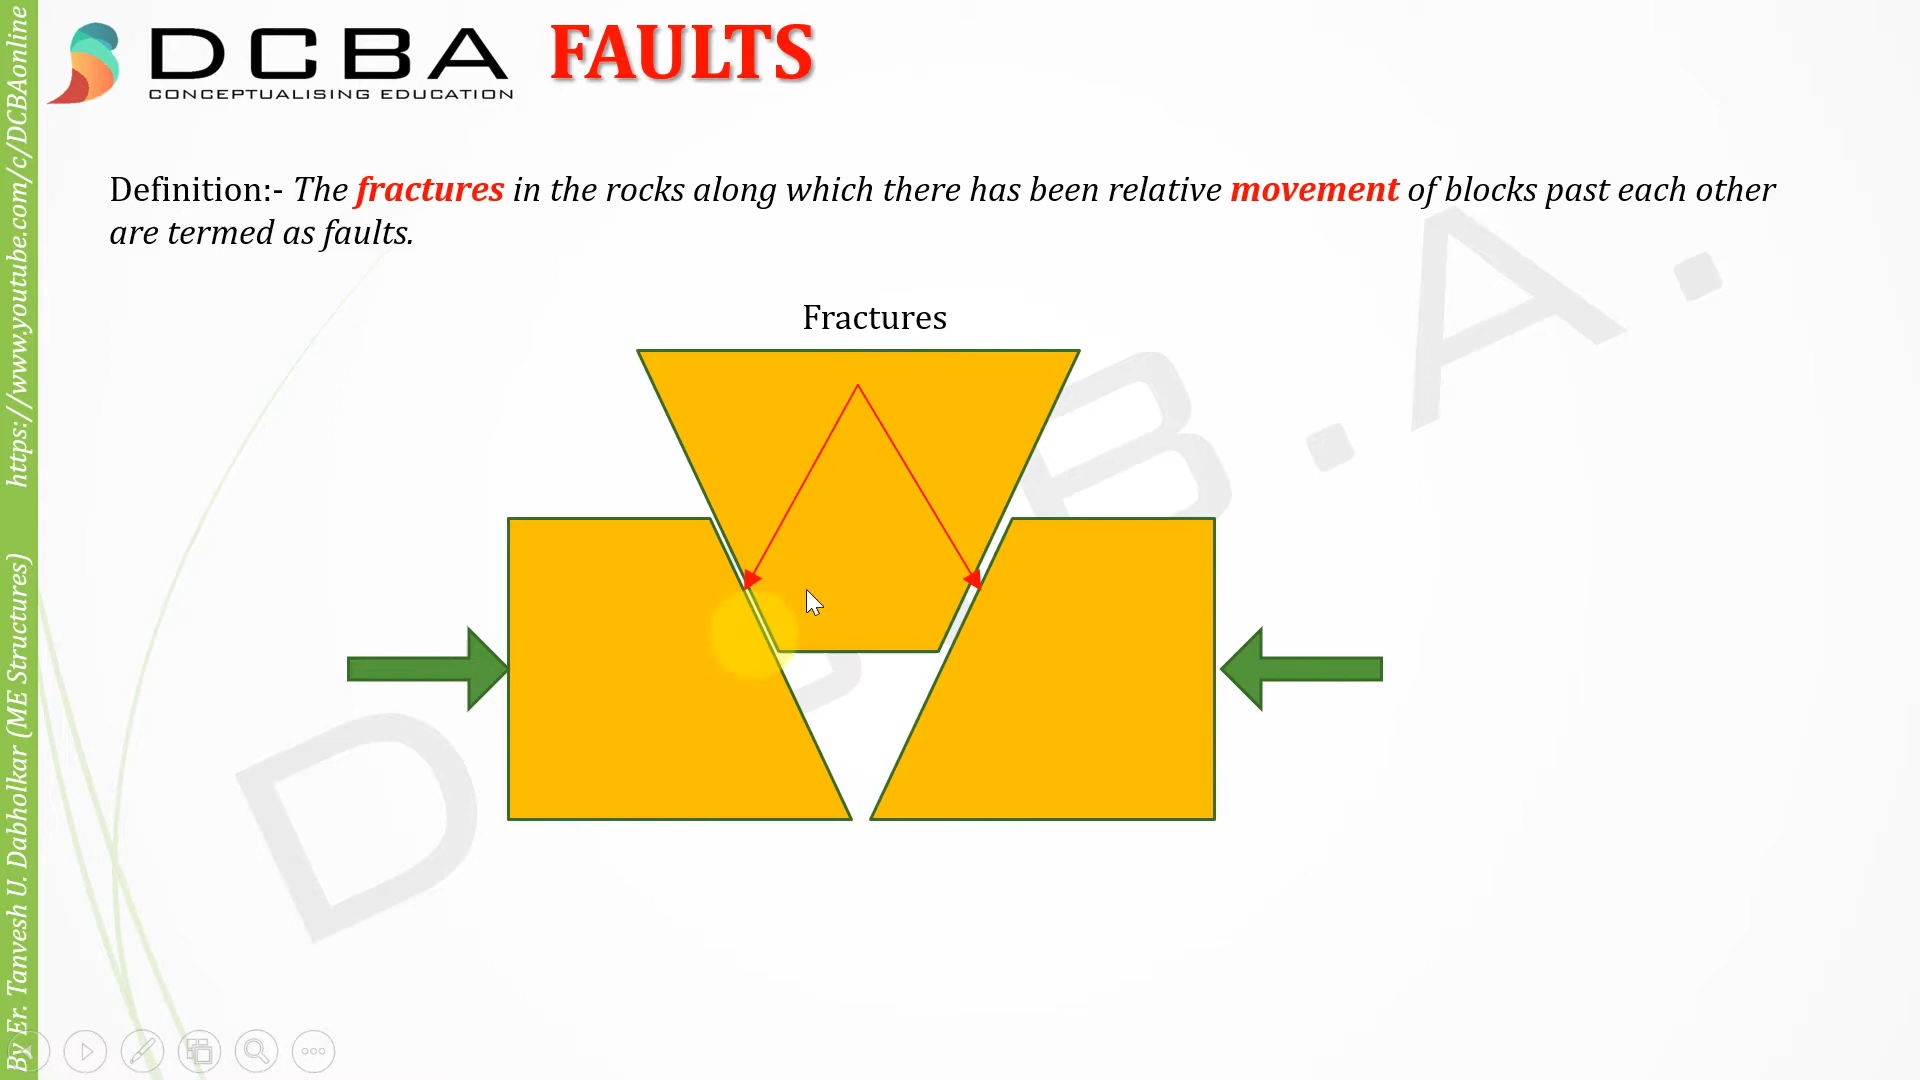 DCBA
CONCEPTUALISING EDUCATION
FAULTS
Definition:- The fractures in the rocks along which there has been relative movement of blocks past each other
are termed as faults.
Fractures
D.C.B.A.
By Er. Tanvesh U. Dabholkar (ME Structures) https://www.youtube.com/c/DCBAonline